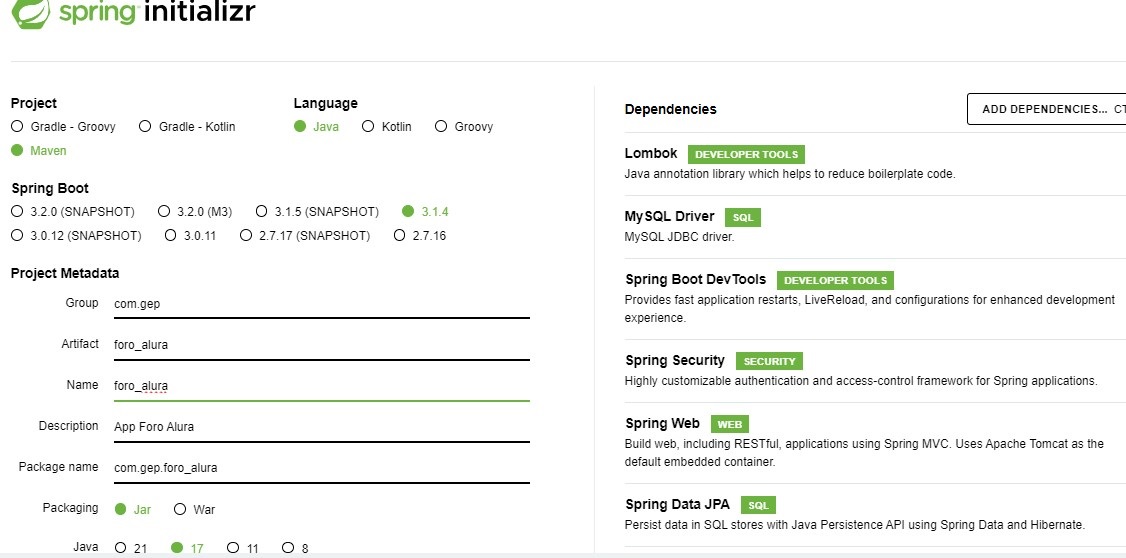 spring initializr
Project
Gradle - Groovy Gradle - Kotlin
Maven
Language
Java Kotlin Groovy
Spring Boot
3.2.0 (SNAPSHOT) 3.2.0 (M3) 3.1.5 (SNAPSHOT) 3.1.4
3.0.12 (SNAPSHOT) 3.0.11 2.7.17 (SNAPSHOT) 2.7.16
Project Metadata
Group com.gep
Artifact foro_alura
Name foro_alura
Description App Foro Alura
Package name com.gep.foro_alura
Packaging Jar War
Java 21 17 11 8
Dependencies
ADD DEPENDENCIES... CT
Lombok DEVELOPER TOOLS
Java annotation library which helps to reduce boilerplate code.
MySQL Driver SQL
MySQL JDBC driver.
Spring Boot DevTools DEVELOPER TOOLS
Provides fast application restarts, LiveReload, and configurations for enhanced development
experience.
Spring Security SECURITY
Highly customizable authentication and access-control framework for Spring applications.
Spring Web WEB
Build web, including RESTful, applications using Spring MVC. Uses Apache Tomcat as the
default embedded container.
Spring Data JPA SQL
Persist data in SQL stores with Java Persistence API using Spring Data and Hibernate.